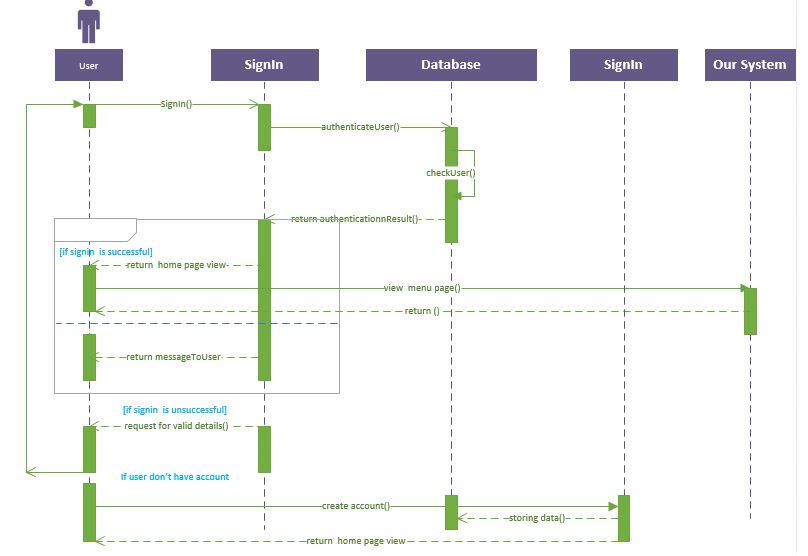 User
SignIn
Database
SignIn
Our System
SignIn()
authenticateUser()
checkUser()
return authenticationnResult()
[if signin is successful]
return home page view
view menu page()
return ()
return messageToUser
[if signin is unsuccessful]
request for valid details()
If user don't have account
create account()
storing data()
return home page view